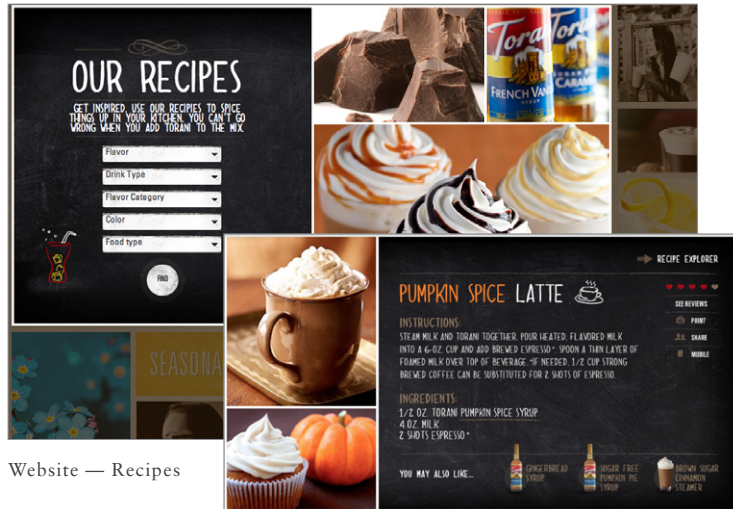 OUR RECIPES
GET INSPIRED, USE OUR RECIPIES TO SPICE
THINGS UP IN YOUR KITCHEN, YOU CAN'T GO
WRONG WHEN YOU ADD TORANI TO THE MIX.
Flavor
Drink Type
Flavor Category
Color
Food type
FIND
Torani
FRENCH VAN
SYRUP
CARAM
SEASONA
RECIPE EXPLORER
PUMPKIN SPICE LATTE
SEE REVIEWS
PRINT
SHARE
MOBILE
INSTRUCTIONS:
STEAM MILK AND TORANI TOGETHER. POUR HEATED, FLAVORED MILK
INTO A 6-OZ. CUP AND ADD BREWED ESPRESSO*. SPOON A THIN LAYER OF
FOAMED MILK OVER TOP OF BEVERAGE. *IF NEEDED, 1/2 CUP STRONG
BREWED COFFEE CAN BE SUBSTITUTED FOR 2 SHOTS OF ESPRESSO.
INGREDIENTS:
1/2 OZ. TORANI PUMPKIN SPICE SYRUP
4 OZ. MILK
2 SHOTS ESPRESSO*
YOU MAY ALSO LIKE...
GINGERBREAD
SYRUP
SUGAR FREE
PUMPKIN PIE
SYRUP
BROWN SUGAR
CINNAMON
STEAMER
Website — Recipes